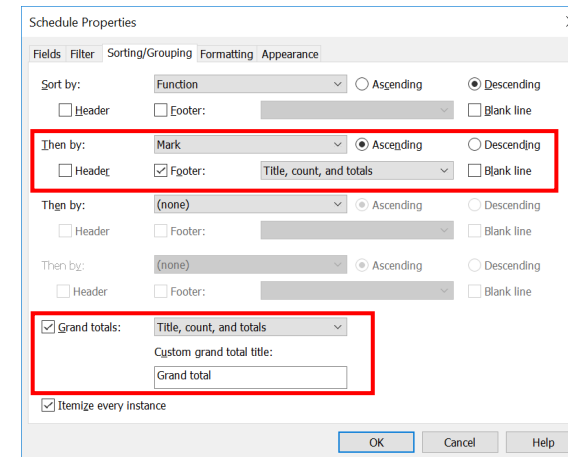 Schedule Properties
Fields Filter Sorting/Grouping Formatting Appearance
Sort by: Function Ascending Descending
Header Footer: Blank line
Then by: Mark Ascending Descending
Header Footer: Title, count, and totals Blank line
Then by: (none) Ascending Descending
Header Footer: Blank line
Then by: (none) Ascending Descending
Header Footer: Blank line
Grand totals: Title, count, and totals
Custom grand total title:
Grand total
Itemize every instance
OK Cancel Help